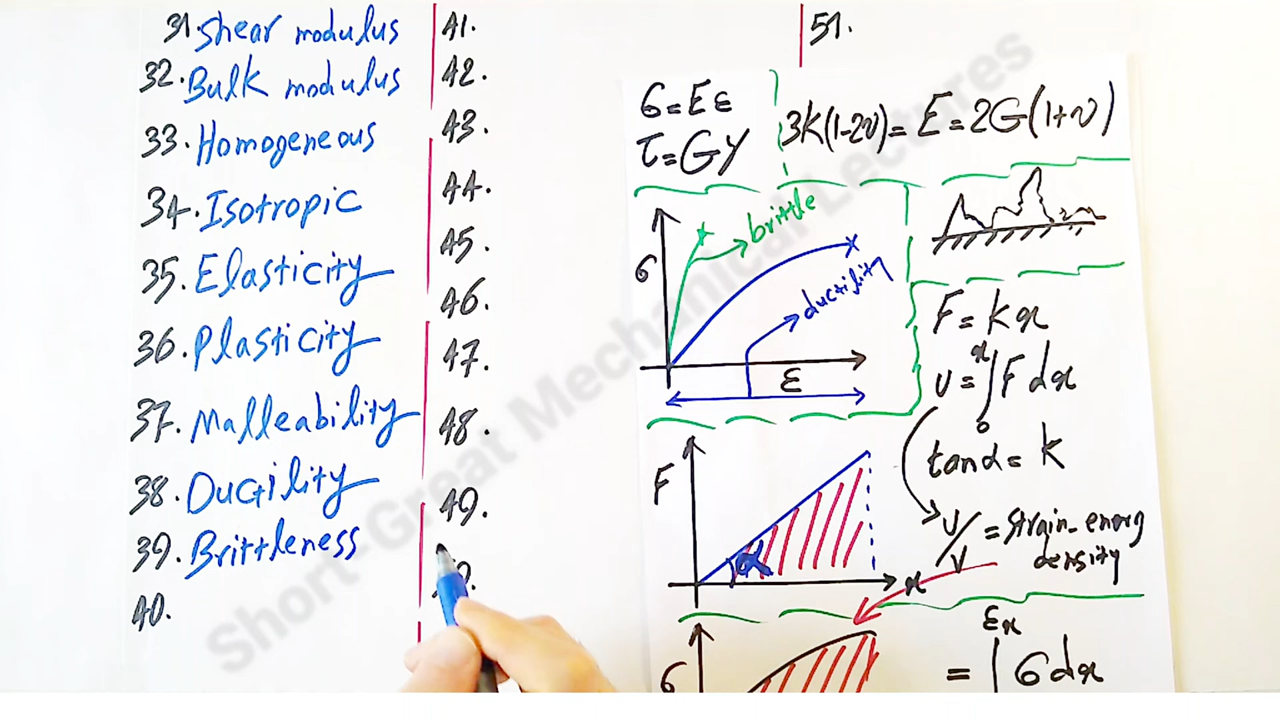 31. Shear modulus
32. Bulk modulus
33. Homogeneous
34. Isotropic
35. Elasticity
36. Plasticity
37. Malleability
38. Ductility
39. Brittleness
40.
41.
42.
43.
44.
45.
46.
47.
48.
49.
51.
σ = Eε
τ = Gγ
3K(1-2ν) = E = 2G(1+ν)
σ
brittle
ductility
ε
F = kx
U = ∫₀ˣ F dx
tanα = k
U/V = strain-energ
density
F
α
x
σ
εx
= ∫ σ dx
Short-Great Mechanical Lectures